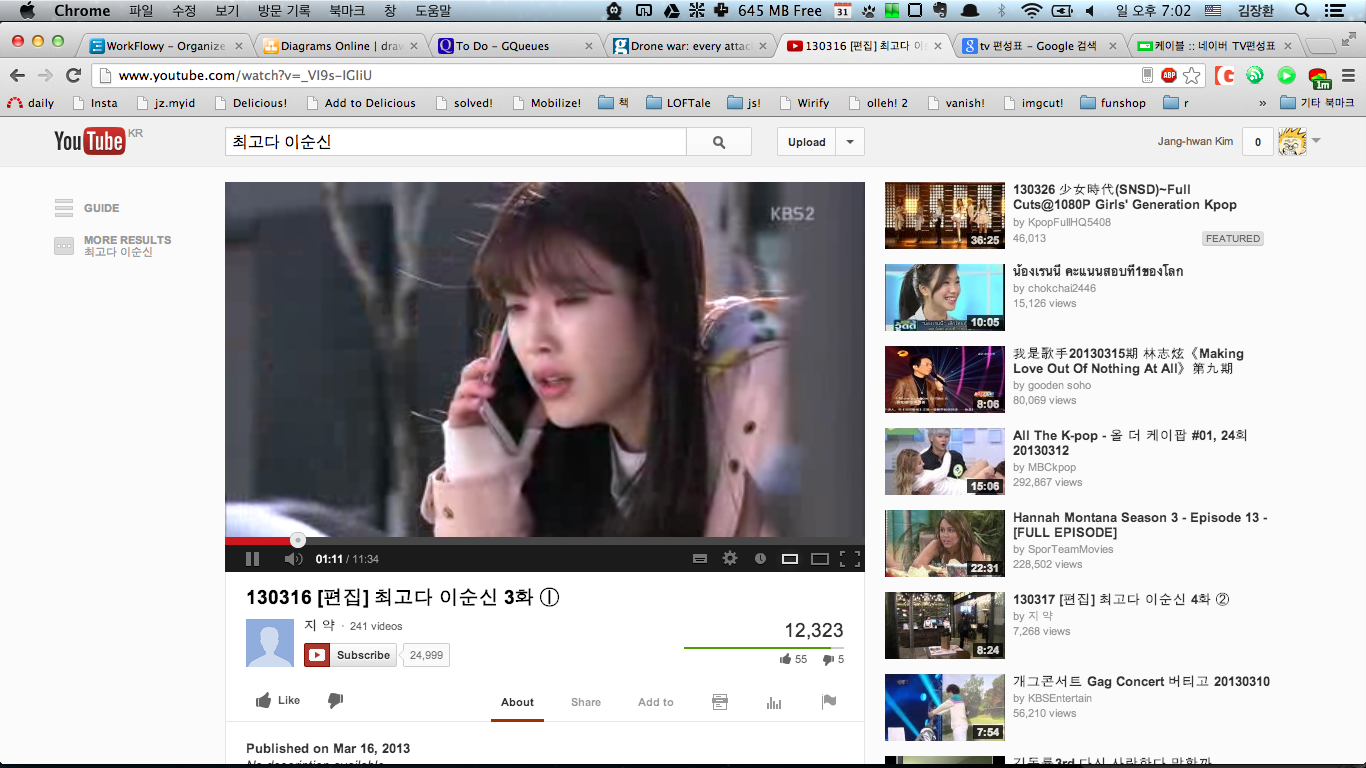 Chrome 파일 수정 보기 방문 기록 북마크 창 도움말 645 MB Free 31 일 오후 7:02 김장환
WorkFlowy – Organize
Diagrams Online | drav
To Do – GQueues
Drone war: every attac
130316 [편집] 최고다 이순
tv 편성표 – Google 검색
케이블 :: 네이버 TV편성표
www.youtube.com/watch?v=_VI9s-IGIiU
ABP
1m
daily Insta jz.myid Delicious! Add to Delicious solved! Mobilize! 책 LOFTale js! Wirify olleh! 2 vanish! imgcut! funshop r » 기타 북마크
YouTube KR
최고다 이순신
Upload
Jang-hwan Kim 0
GUIDE
MORE RESULTS
최고다 이순신
KBS2
01:11 / 11:34
130316 [편집] 최고다 이순신 3화 ①
지 약 · 241 videos
Subscribe 24,999
12,323
55 5
Like
About Share Add to
Published on Mar 16, 2013
No description available.
130326 少女時代(SNSD)~Full
Cuts@1080P Girls' Generation Kpop
by KpopFullHQ5408
46,013
FEATURED
36:25
น้องเรนนี่ คะแนนสอบที่1ของโลก
by chokchai2446
15,126 views
10:05
我是歌手20130315期 林志炫《Making
Love Out Of Nothing At All》第九期
by gooden soho
80,069 views
8:06
All The K-pop - 올 더 케이팝 #01, 24회
20130312
by MBCkpop
292,867 views
15:06
Hannah Montana Season 3 - Episode 13 -
[FULL EPISODE]
by SporTeamMovies
228,502 views
22:31
130317 [편집] 최고다 이순신 4화 ②
by 지 약
7,268 views
8:24
개그콘서트 Gag Concert 버티고 20130310
by KBSEntertain
56,210 views
7:54